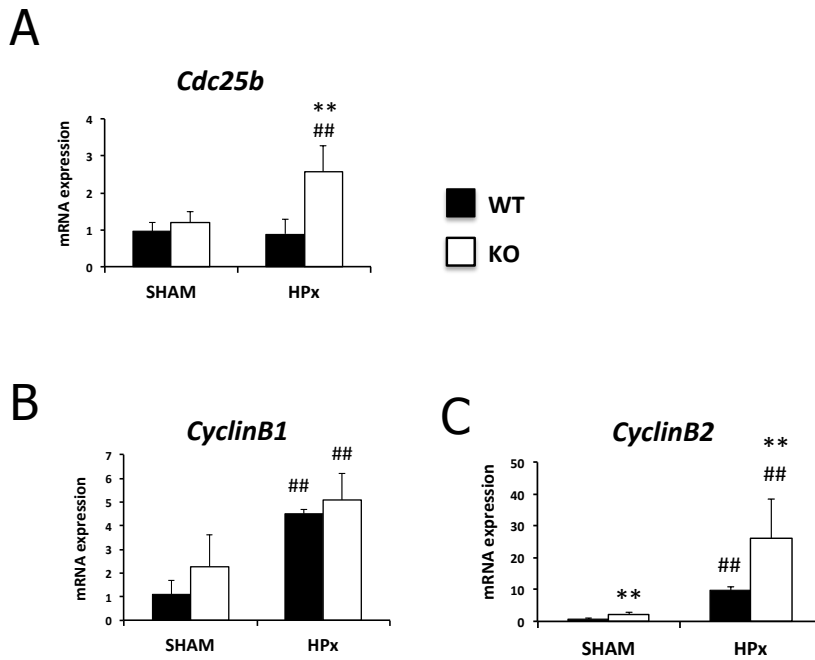 A
Cdc25b
mRNA expression
4
3
2
1
0
**
##
SHAM HPx
WT
KO
B
CyclinB1
mRNA expression
7
6
5
4
3
2
1
0
## ##
SHAM HPx
C
CyclinB2
mRNA expression
50
40
30
20
10
0
**
##
##
**
SHAM HPx